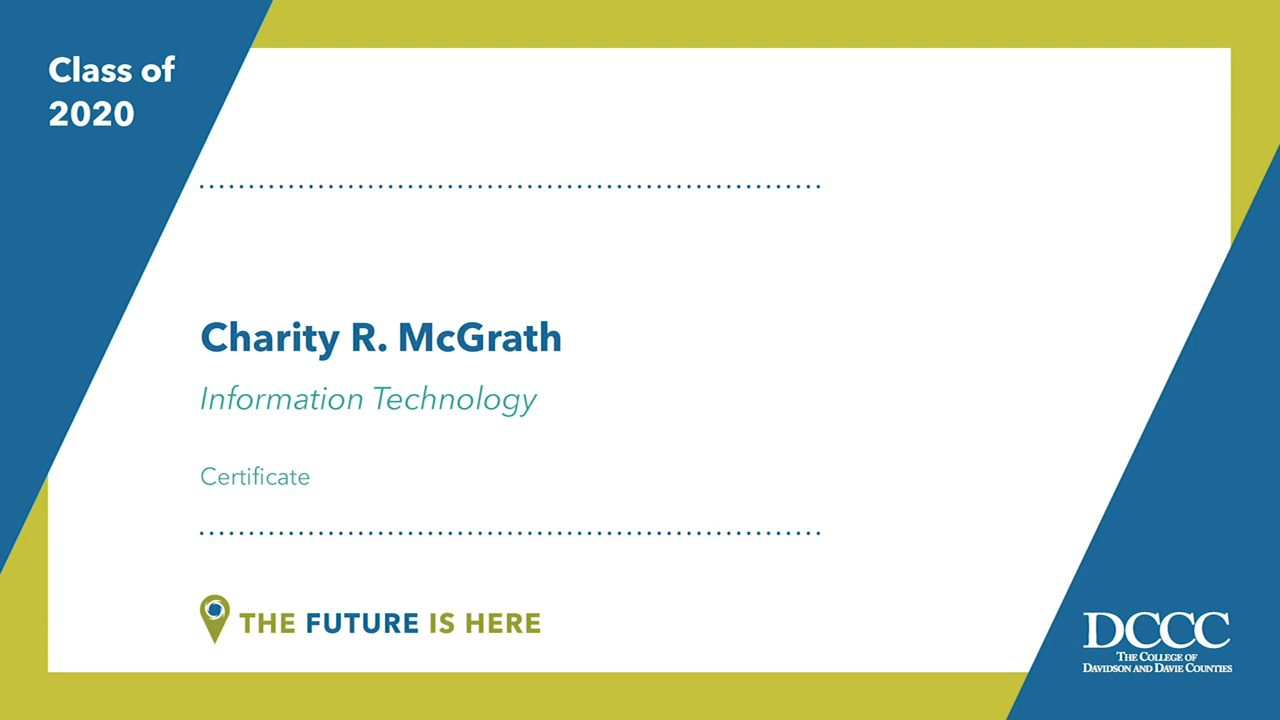 Class of
2020
Charity R. McGrath
Information Technology
Certificate
THE FUTURE IS HERE
DCCC
THE COLLEGE OF
DAVIDSON AND DAVIE COUNTIES